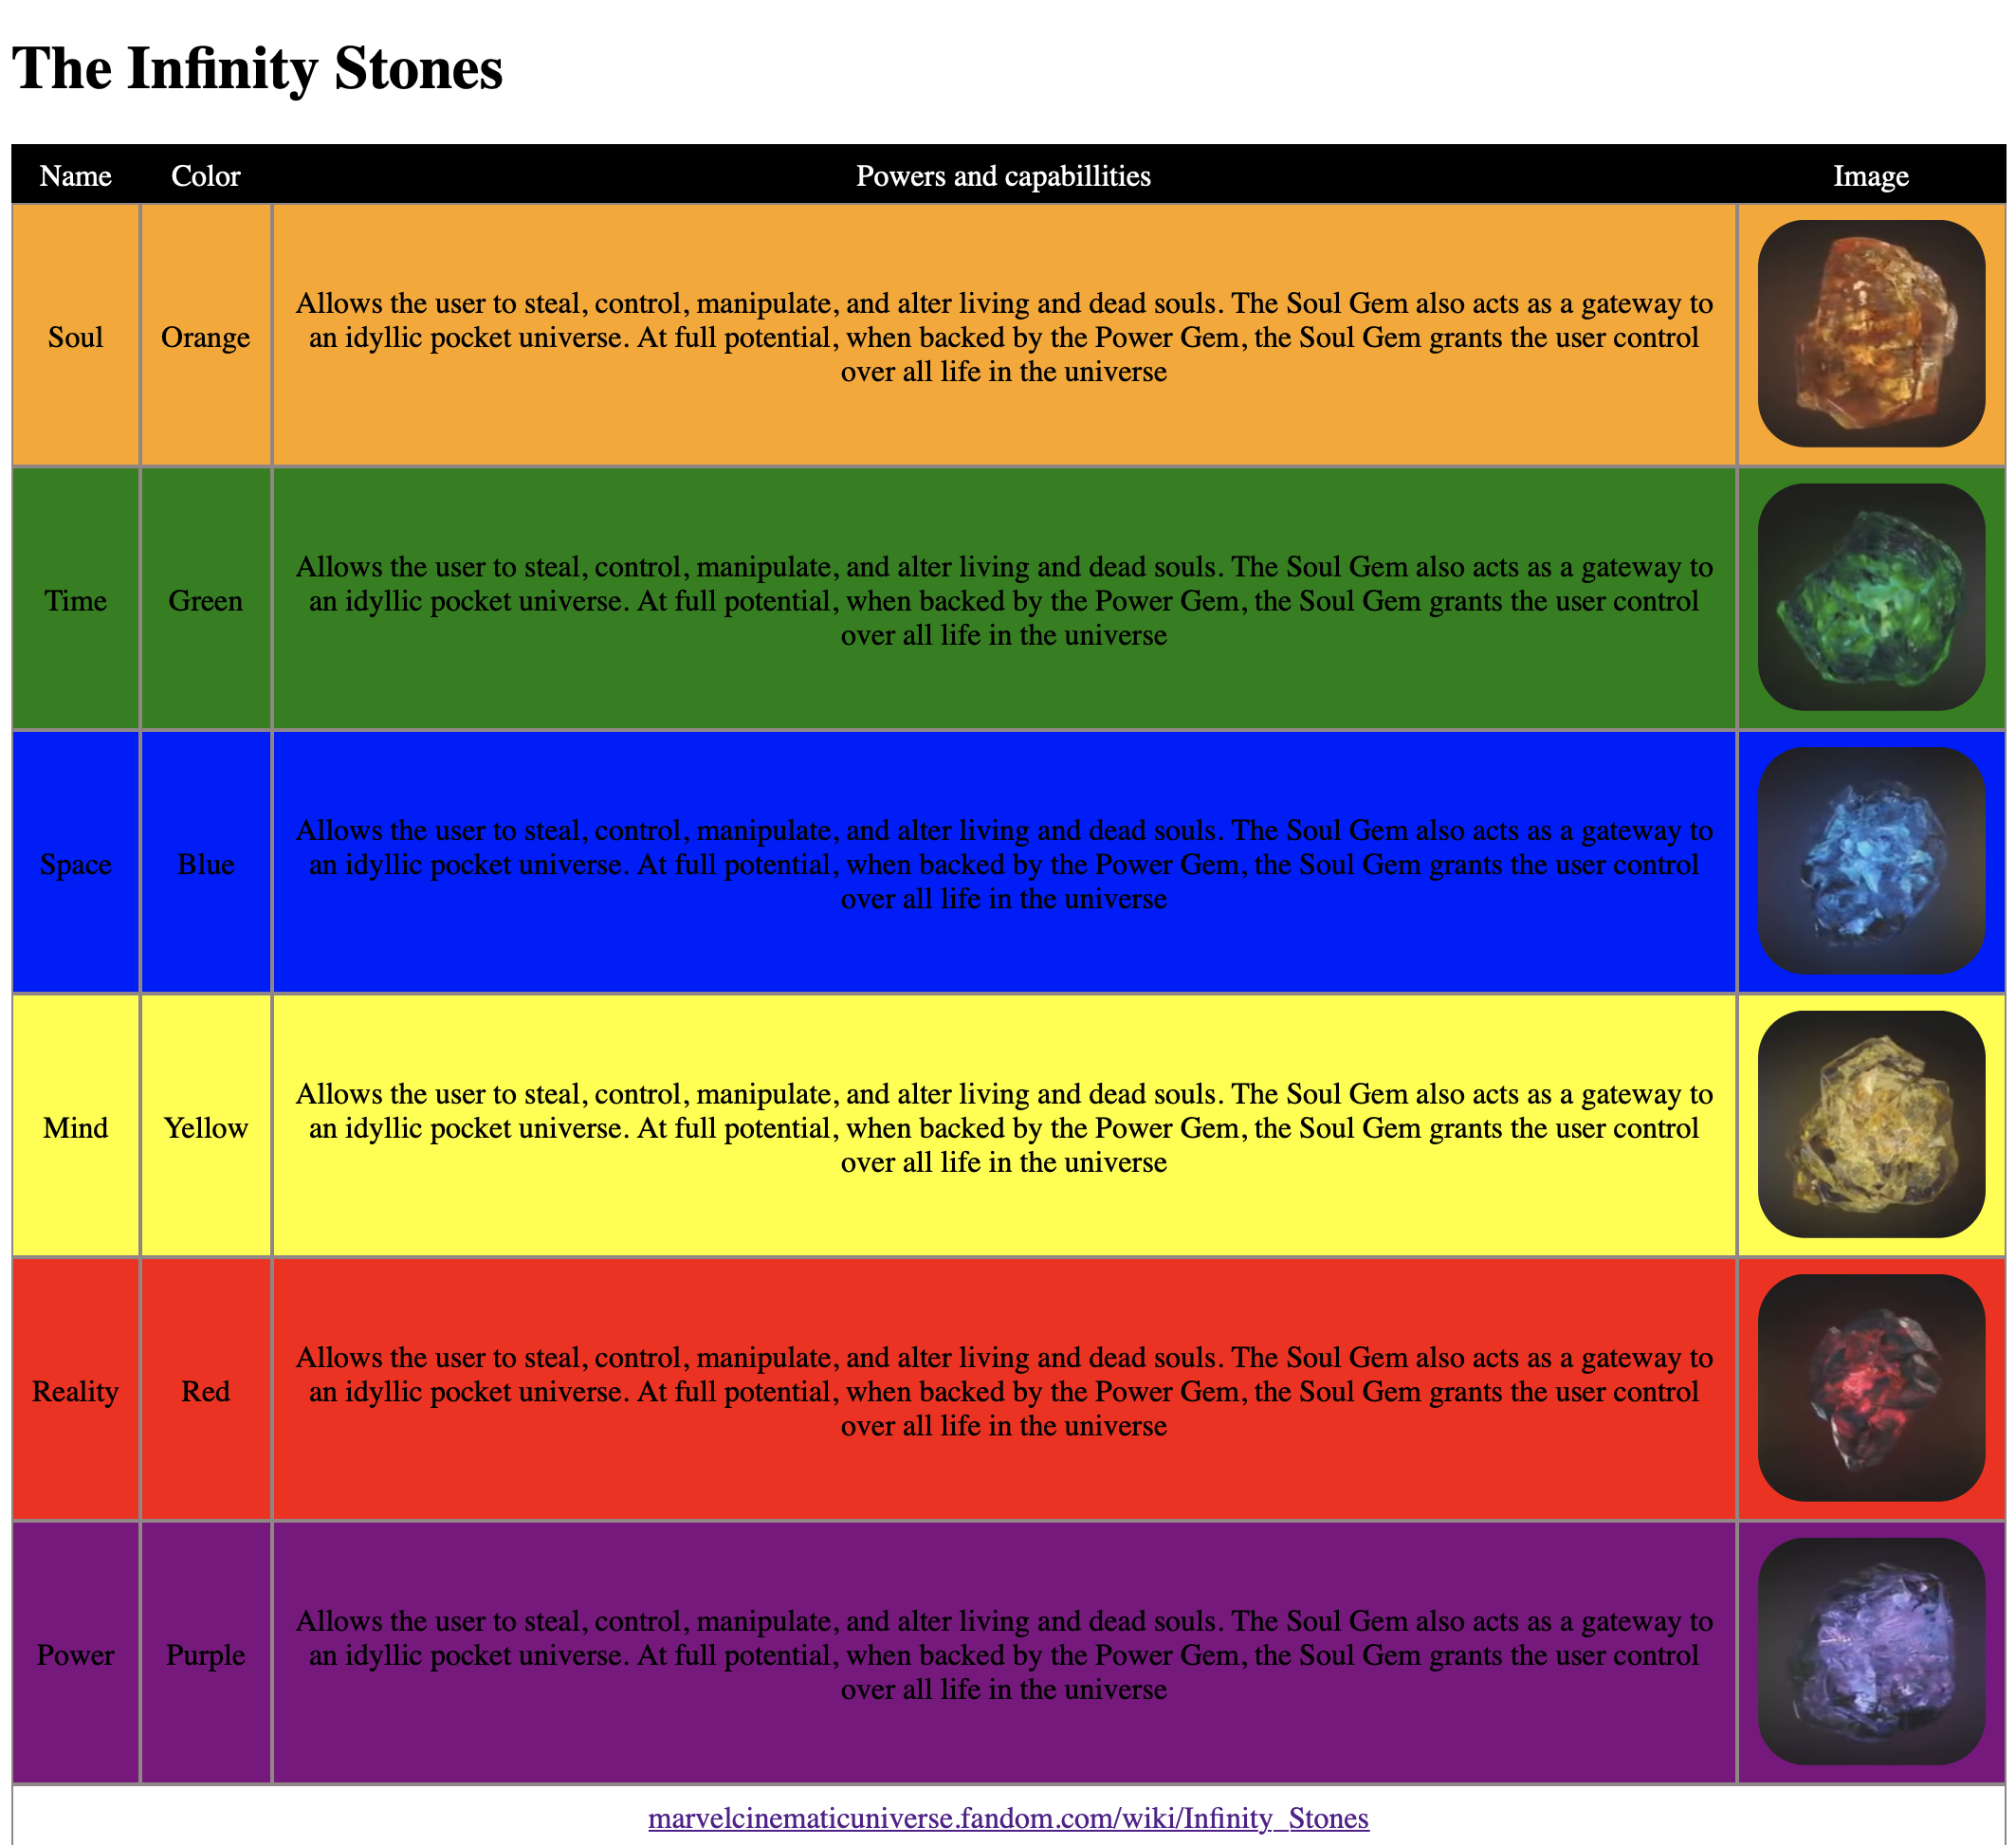 The Infinity Stones
Name Color Powers and capabillities Image
Allows the user to steal, control, manipulate, and alter living and dead souls. The Soul Gem also acts as a gateway to
Soul Orange an idyllic pocket universe. At full potential, when backed by the Power Gem, the Soul Gem grants the user control
over all life in the universe
Allows the user to steal, control, manipulate, and alter living and dead souls. The Soul Gem also acts as a gateway to
Time Green an idyllic pocket universe. At full potential, when backed by the Power Gem, the Soul Gem grants the user control
over all life in the universe
Allows the user to steal, control, manipulate, and alter living and dead souls. The Soul Gem also acts as a gateway to
Space Blue an idyllic pocket universe. At full potential, when backed by the Power Gem, the Soul Gem grants the user control
over all life in the universe
Allows the user to steal, control, manipulate, and alter living and dead souls. The Soul Gem also acts as a gateway to
Mind Yellow an idyllic pocket universe. At full potential, when backed by the Power Gem, the Soul Gem grants the user control
over all life in the universe
Allows the user to steal, control, manipulate, and alter living and dead souls. The Soul Gem also acts as a gateway to
Reality Red an idyllic pocket universe. At full potential, when backed by the Power Gem, the Soul Gem grants the user control
over all life in the universe
Allows the user to steal, control, manipulate, and alter living and dead souls. The Soul Gem also acts as a gateway to
Power Purple an idyllic pocket universe. At full potential, when backed by the Power Gem, the Soul Gem grants the user control
over all life in the universe
marvelcinematicuniverse.fandom.com/wiki/Infinity_Stones